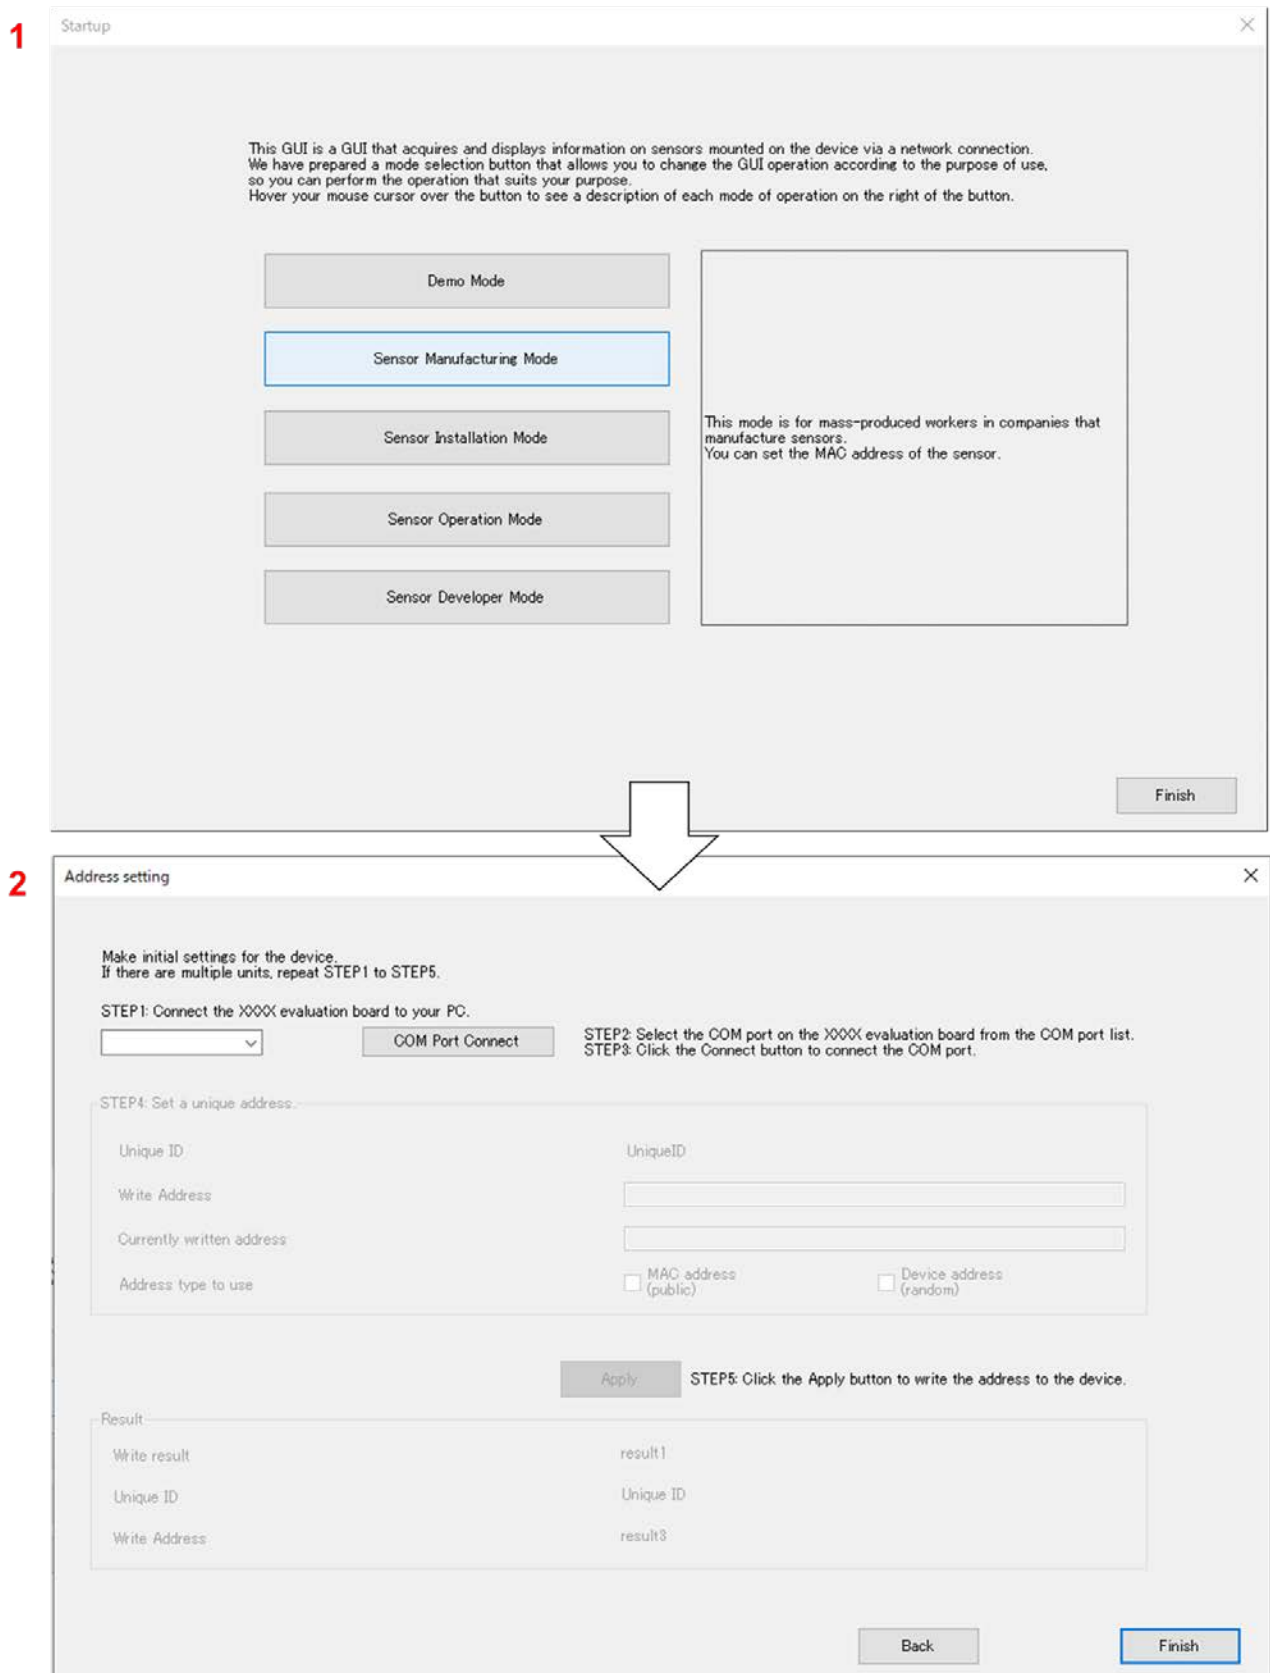 1
Startup
This GUI is a GUI that acquires and displays information on sensors mounted on the device via a network connection.
We have prepared a mode selection button that allows you to change the GUI operation according to the purpose of use,
so you can perform the operation that suits your purpose.
Hover your mouse cursor over the button to see a description of each mode of operation on the right of the button.
Demo Mode
Sensor Manufacturing Mode
Sensor Installation Mode
Sensor Operation Mode
Sensor Developer Mode
This mode is for mass-produced workers in companies that
manufacture sensors.
You can set the MAC address of the sensor.
Finish
2
Address setting
Make initial settings for the device.
If there are multiple units, repeat STEP1 to STEP5.
STEP1: Connect the XXXX evaluation board to your PC.
COM Port Connect
STEP2: Select the COM port on the XXXX evaluation board from the COM port list.
STEP3: Click the Connect button to connect the COM port.
STEP4: Set a unique address.
Unique ID
UniqueID
Write Address
Currently written address
Address type to use
MAC address
(public)
Device address
(random)
Apply
STEP5: Click the Apply button to write the address to the device.
Result
Write result
result1
Unique ID
Unique ID
Write Address
result3
Back
Finish